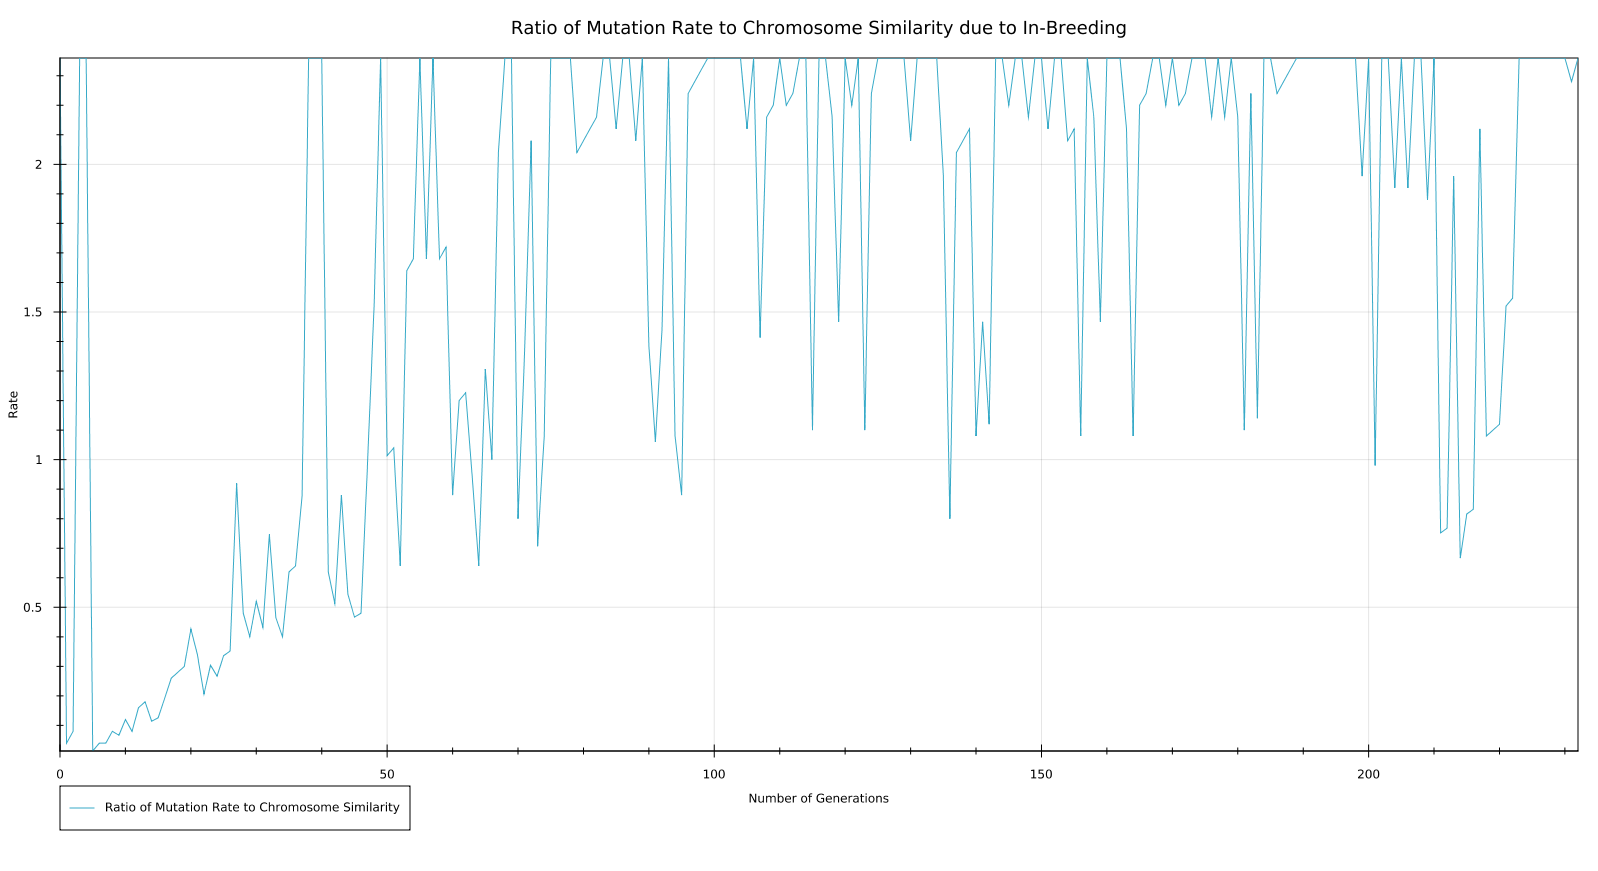 Ratio of Mutation Rate to Chromosome Similarity due to In-Breeding
2
1.5
1
0.5
Rate
0 50 100 150 200
Number of Generations
Ratio of Mutation Rate to Chromosome Similarity